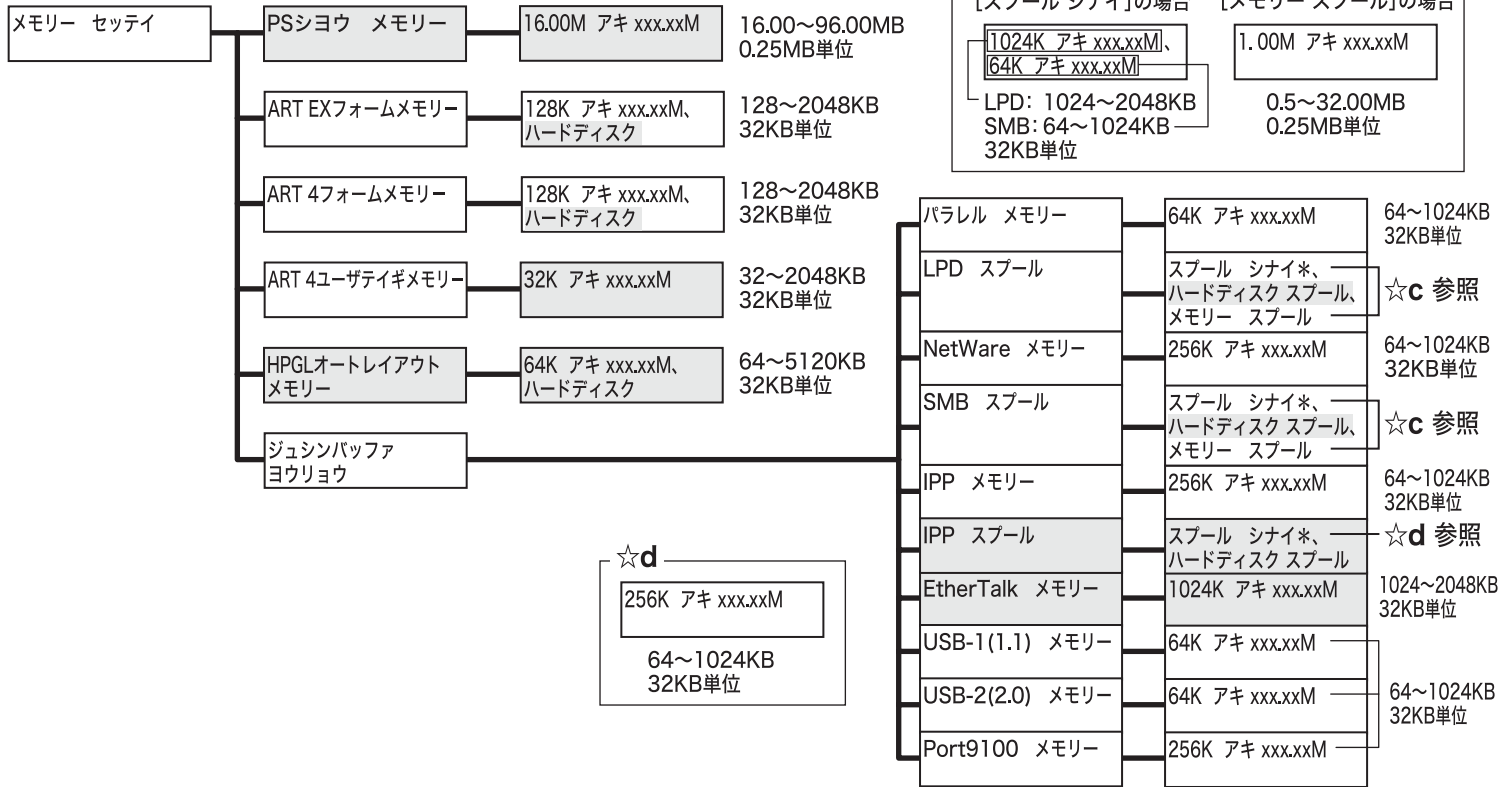 メモリー セッテイ
PSシヨウ メモリー
16.00M アキ xxx.xxM
16.00〜96.00MB
0.25MB単位
ART EXフォームメモリー
128K アキ xxx.xxM、
ハードディスク
128〜2048KB
32KB単位
ART 4フォームメモリー
128K アキ xxx.xxM、
ハードディスク
128〜2048KB
32KB単位
ART 4ユーザテイギメモリー
32K アキ xxx.xxM
32〜2048KB
32KB単位
HPGLオートレイアウト
メモリー
64K アキ xxx.xxM、
ハードディスク
64〜5120KB
32KB単位
ジュシンバッファ
ヨウリョウ
[スプール シナイ]の場合
[メモリー スプール]の場合
1024K アキ xxx.xxM、
64K アキ xxx.xxM
1.00M アキ xxx.xxM
LPD: 1024〜2048KB
SMB: 64〜1024KB
32KB単位
0.5〜32.00MB
0.25MB単位
パラレル メモリー
64K アキ xxx.xxM
64〜1024KB
32KB単位
LPD スプール
スプール シナイ*、
ハードディスク スプール、
メモリー スプール
☆c 参照
NetWare メモリー
256K アキ xxx.xxM
64〜1024KB
32KB単位
SMB スプール
スプール シナイ*、
ハードディスク スプール、
メモリー スプール
☆c 参照
IPP メモリー
256K アキ xxx.xxM
64〜1024KB
32KB単位
IPP スプール
スプール シナイ*、
ハードディスク スプール
☆d 参照
EtherTalk メモリー
1024K アキ xxx.xxM
1024〜2048KB
32KB単位
USB-1(1.1) メモリー
64K アキ xxx.xxM
USB-2(2.0) メモリー
64K アキ xxx.xxM
64〜1024KB
32KB単位
Port9100 メモリー
256K アキ xxx.xxM
☆d
256K アキ xxx.xxM
64〜1024KB
32KB単位